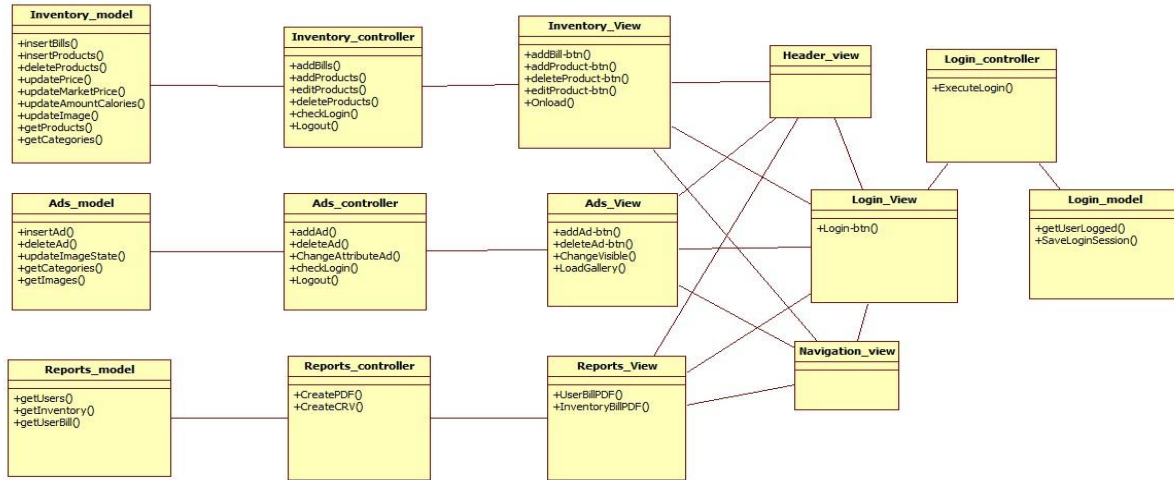 Inventory_model
+insertBills()
+insertProducts()
+deleteProducts()
+updatePrice()
+updateMarketPrice()
+updateAmountCalories()
+updateImage()
+getProducts()
+getCategories()
Inventory_controller
+addBills()
+addProducts()
+editProducts()
+deleteProducts()
+checkLogin()
+Logout()
Inventory_View
+addBill-btn()
+addProduct-btn()
+deleteProduct-btn()
+editProduct-btn()
+Onload()
Header_view
Login_controller
+ExecuteLogin()
Ads_model
+insertAd()
+deleteAd()
+updateImageState()
+getCategories()
+getImages()
Ads_controller
+addAd()
+deleteAd()
+ChangeAttributeAd()
+checkLogin()
+Logout()
Ads_View
+addAd-btn()
+deleteAd-btn()
+ChangeVisible()
+LoadGallery()
Login_View
+Login-btn()
Login_model
+getUserLogged()
+SaveLoginSession()
Reports_model
+getUsers()
+getInventory()
+getUserBill()
Reports_controller
+CreatePDF()
+CreateCRV()
Reports_View
+UserBillPDF()
+InventoryBillPDF()
Navigation_view